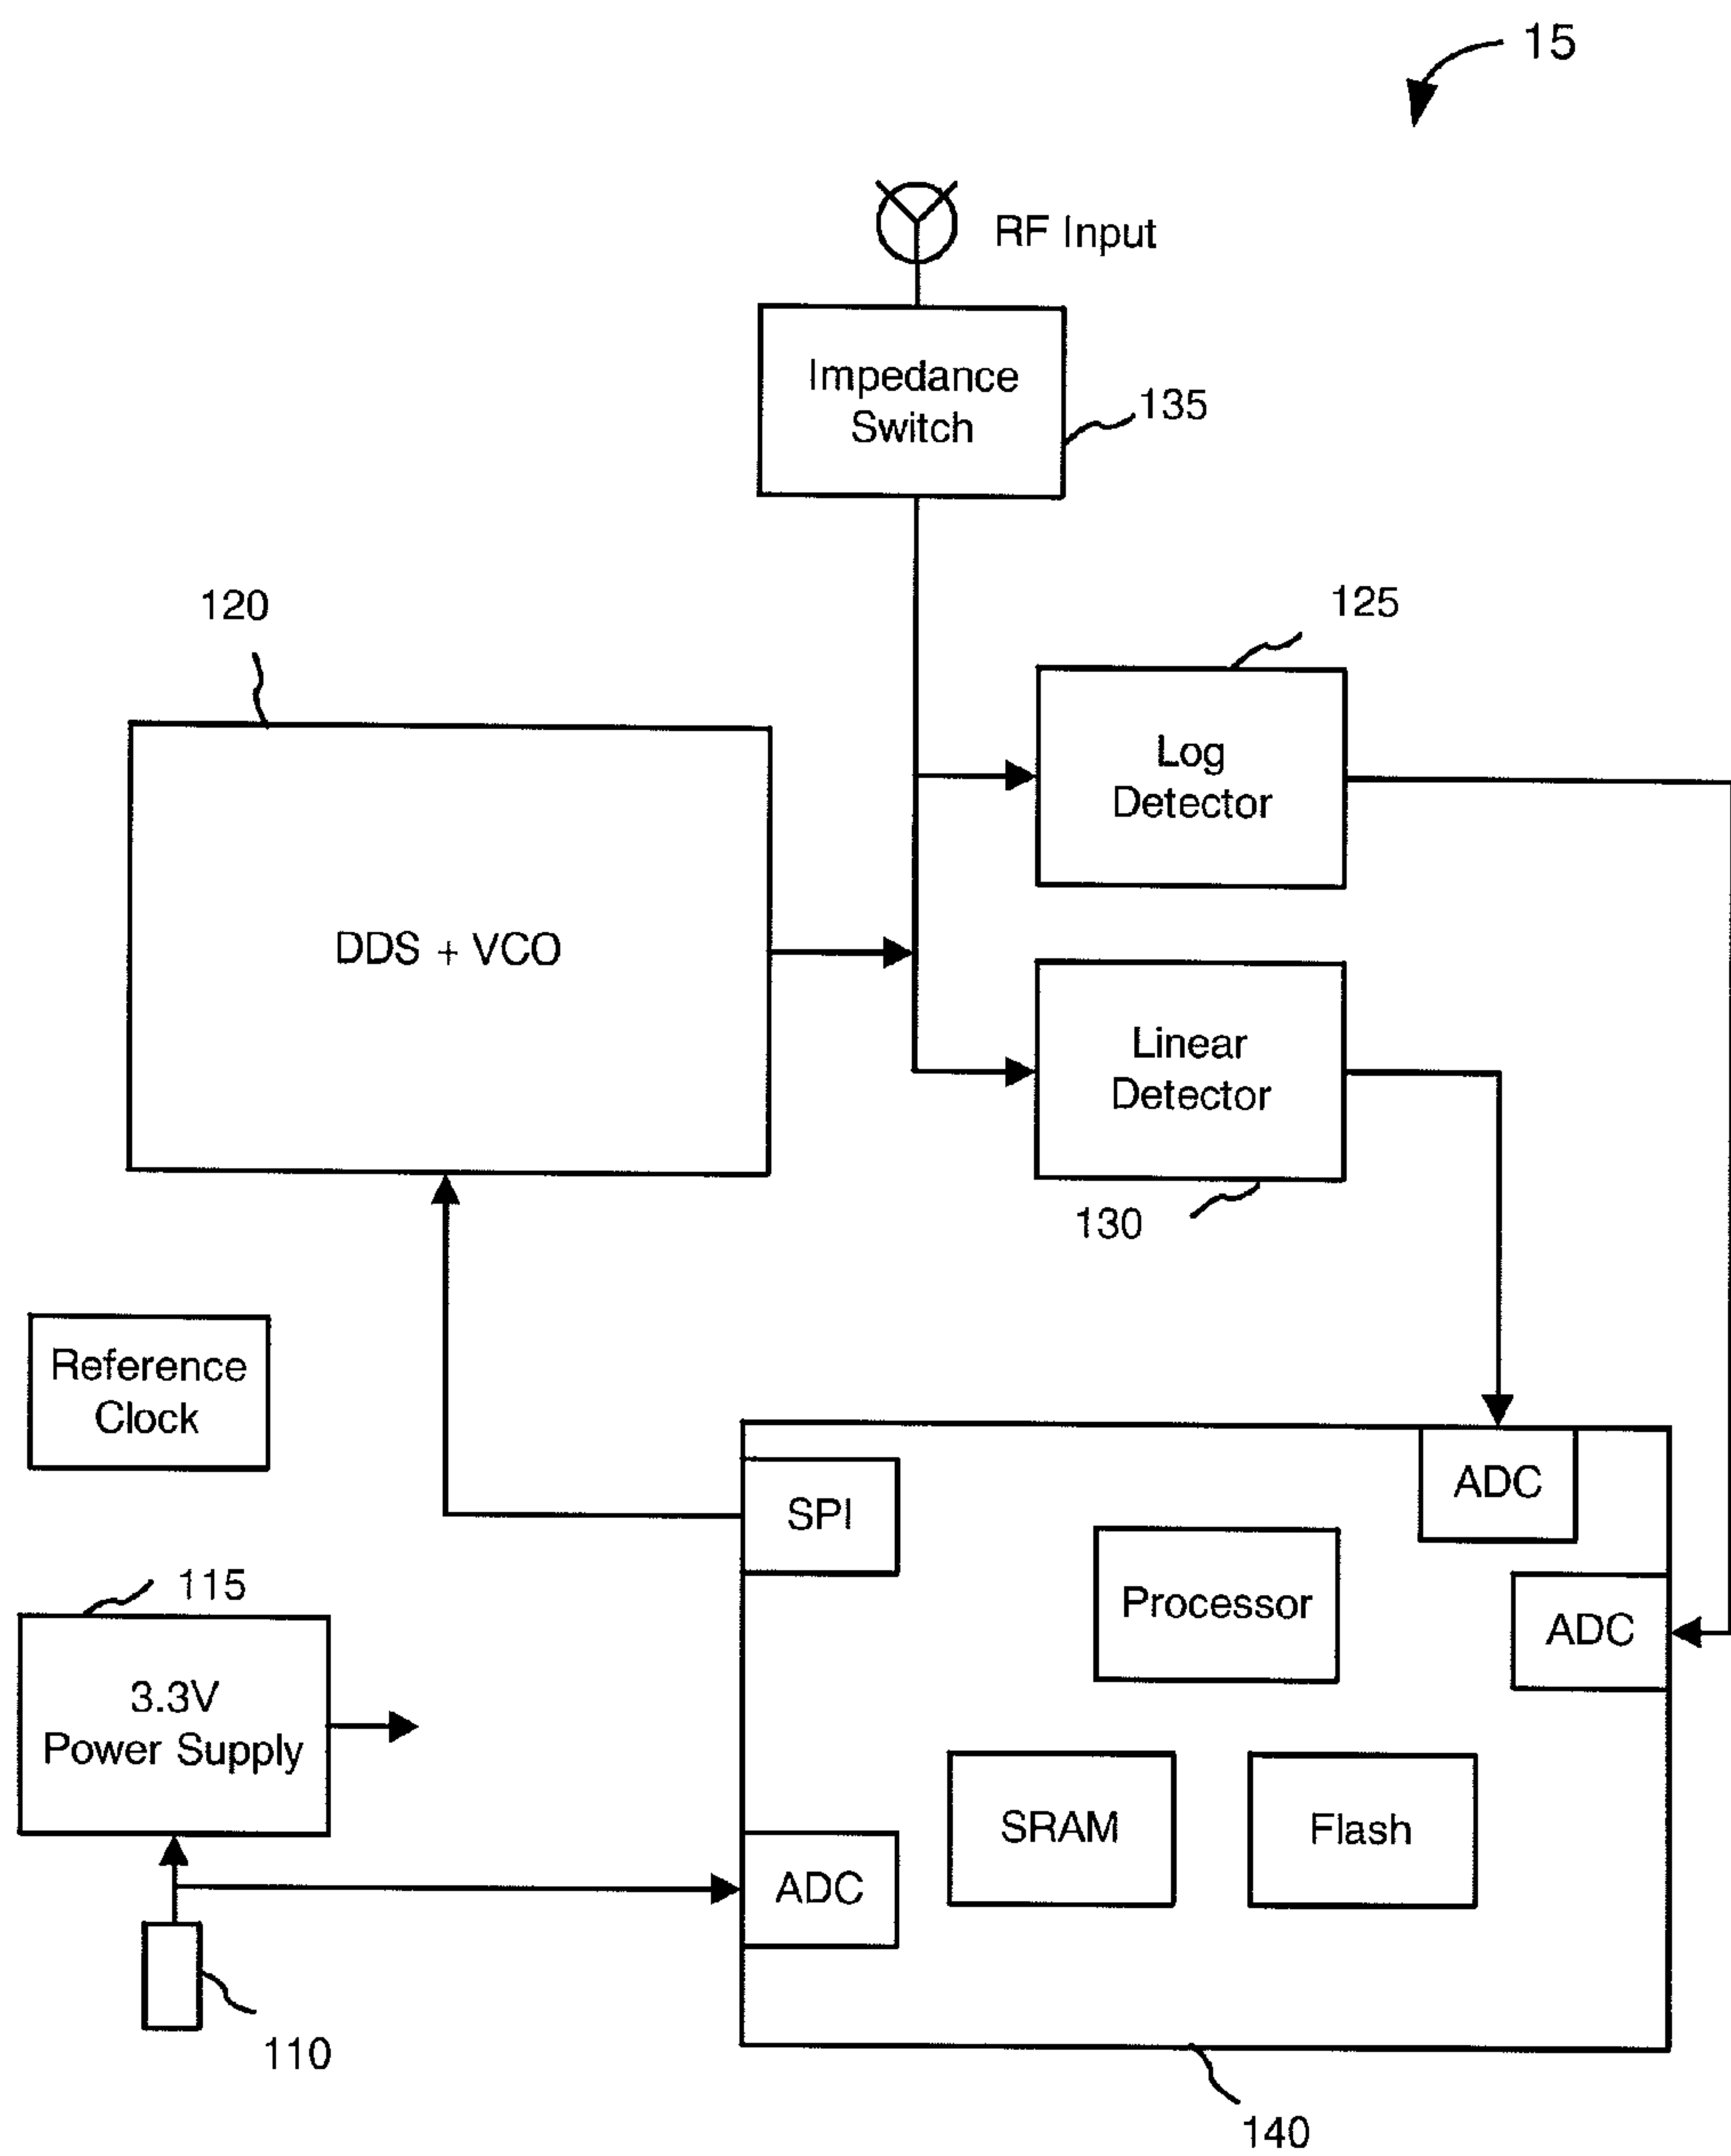 15
RF Input
Impedance
Switch
135
120
125
Log
Detector
DDS + VCO
Linear
Detector
130
Reference
Clock
SPI
ADC
Processor
ADC
115
3.3V
Power Supply
SRAM
Flash
ADC
110
140